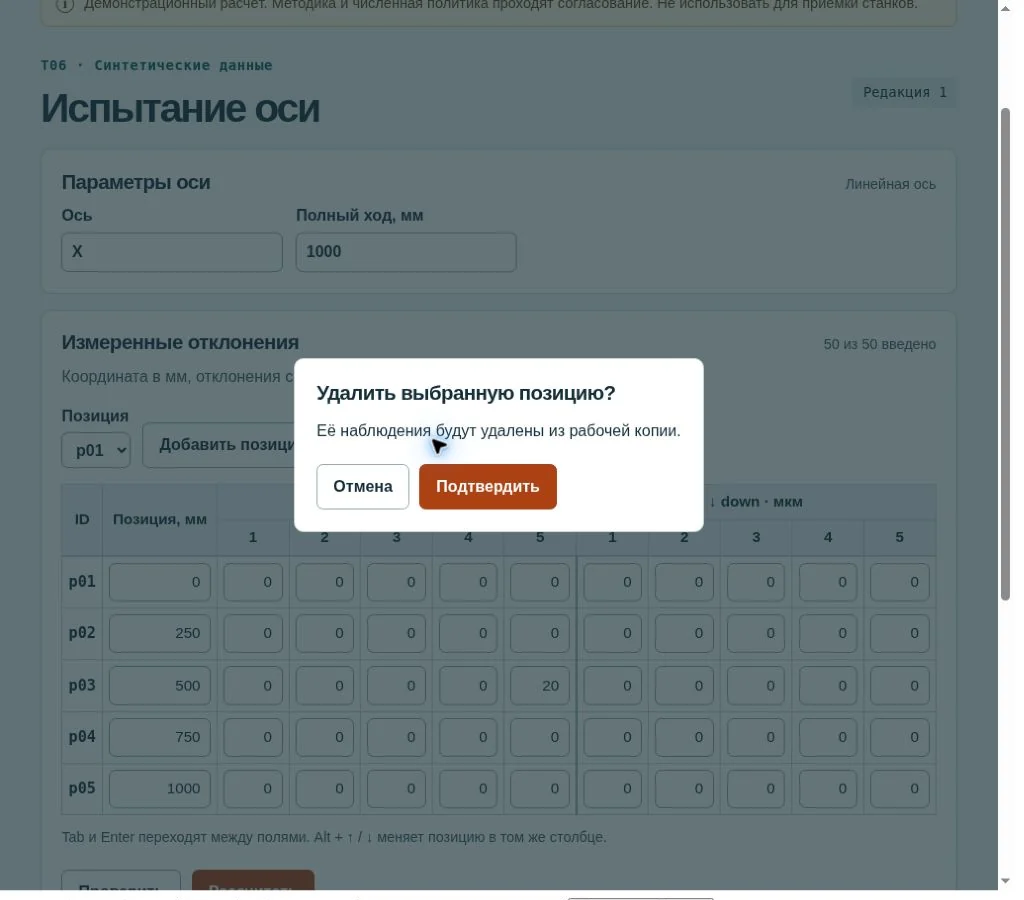 Демонстрационный расчёт. Методика и численная политика проходят согласование. Не использовать для приёмки станков.
T06 · Синтетические данные
Испытание оси
Редакция 1
Параметры оси
Линейная ось
Ось
Полный ход, мм
X
1000
Измеренные отклонения
50 из 50 введено
Координата в мм, отклонения с
Позиция
p01
Добавить позици
Удалить выбранную позицию?
Её наблюдения будут удалены из рабочей копии.
Отмена
Подтвердить
ID
Позиция, мм
↓ down · мкм
1 2 3 4 5 1 2 3 4 5
p01 0 0 0 0 0 0 0 0 0 0 0
p02 250 0 0 0 0 0 0 0 0 0 0
p03 500 0 0 0 0 20 0 0 0 0 0
p04 750 0 0 0 0 0 0 0 0 0 0
p05 1000 0 0 0 0 0 0 0 0 0 0
Tab и Enter переходят между полями. Alt + ↑ / ↓ меняет позицию в том же столбце.
Проверить
Рассчитать